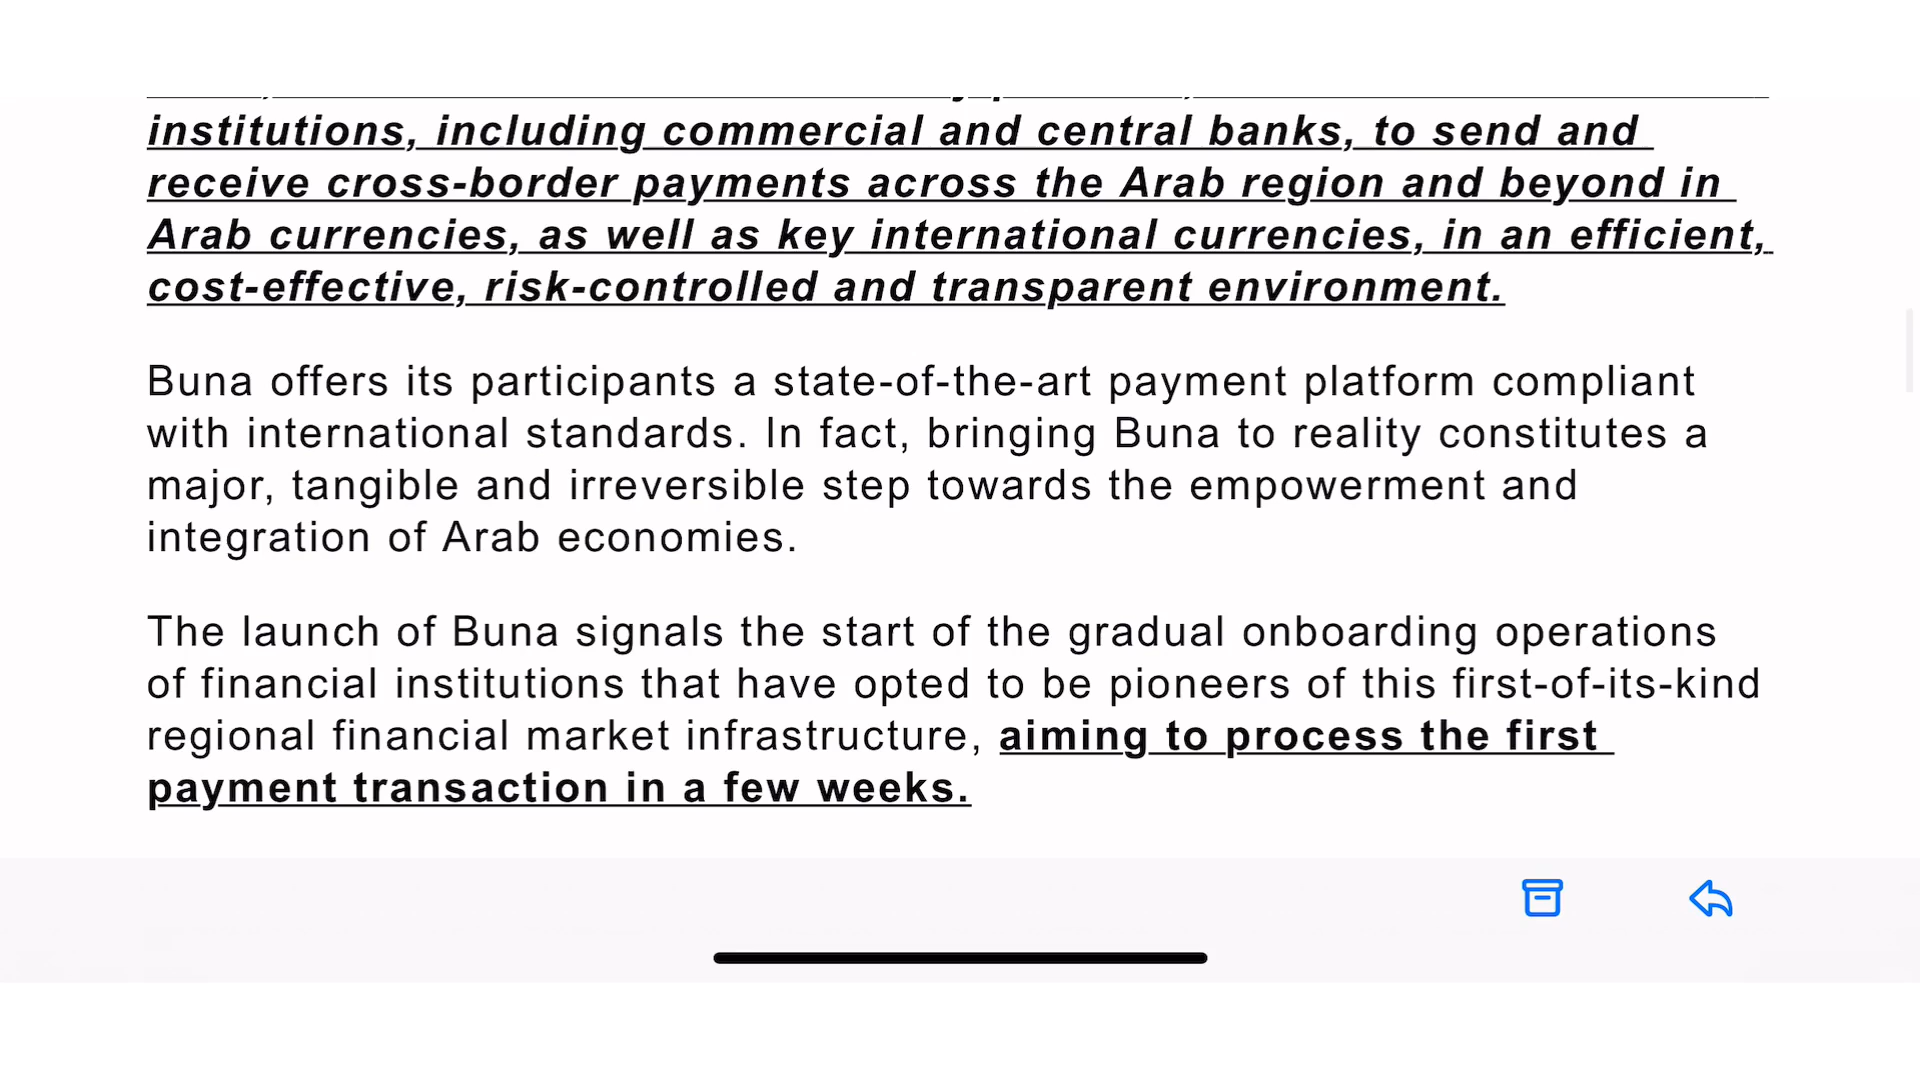 institutions, including commercial and central banks, to send and
receive cross-border payments across the Arab region and beyond in
Arab currencies, as well as key international currencies, in an efficient,
cost-effective, risk-controlled and transparent environment.
Buna offers its participants a state-of-the-art payment platform compliant
with international standards. In fact, bringing Buna to reality constitutes a
major, tangible and irreversible step towards the empowerment and
integration of Arab economies.
The launch of Buna signals the start of the gradual onboarding operations
of financial institutions that have opted to be pioneers of this first-of-its-kind
regional financial market infrastructure, aiming to process the first
payment transaction in a few weeks.